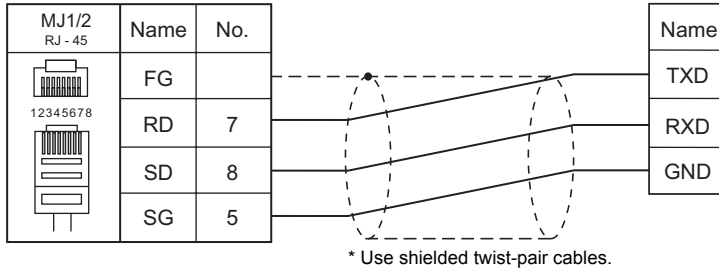 MJ1/2
RJ - 45
Name
No.
Name
FG
TXD
12345678
RD
7
RXD
SD
8
GND
SG
5
* Use shielded twist-pair cables.